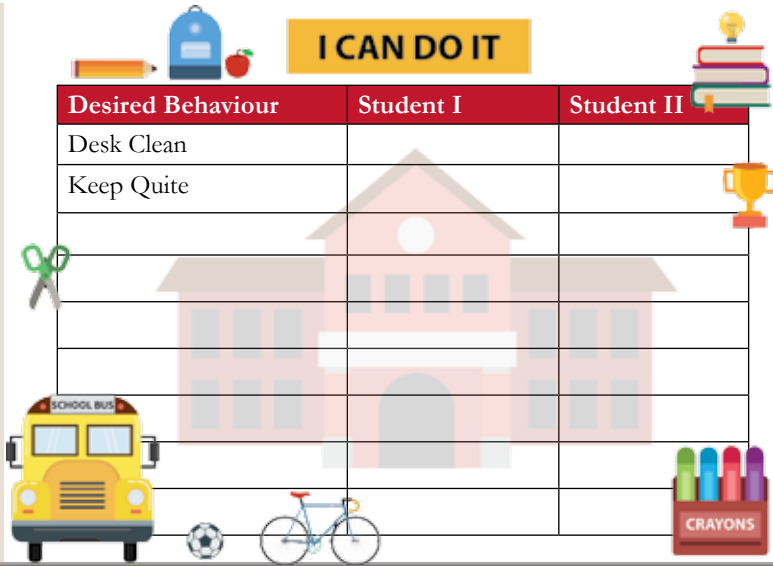 I CAN DO IT
Desired Behaviour Student I Student II
Desk Clean
Keep Quite
SCHOOL BUS
CRAYONS